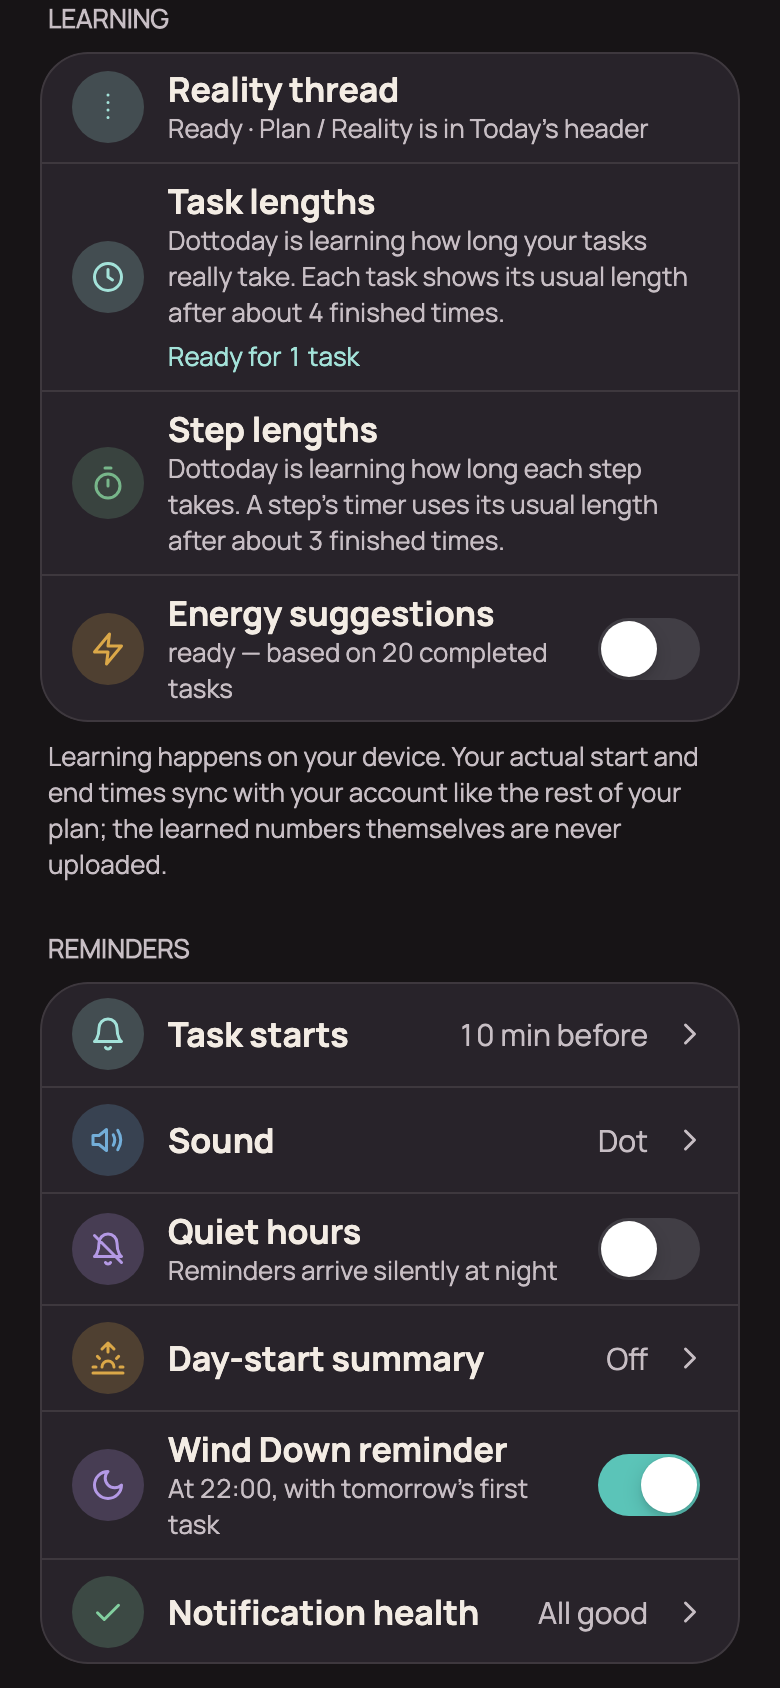 LEARNING
Reality thread
Ready · Plan / Reality is in Today’s header
Task lengths
Dottoday is learning how long your tasks
really take. Each task shows its usual length
after about 4 finished times.
Ready for 1 task
Step lengths
Dottoday is learning how long each step
takes. A step’s timer uses its usual length
after about 3 finished times.
Energy suggestions
ready — based on 20 completed
tasks
Learning happens on your device. Your actual start and
end times sync with your account like the rest of your
plan; the learned numbers themselves are never
uploaded.
REMINDERS
Task starts 10 min before
Sound Dot
Quiet hours
Reminders arrive silently at night
Day-start summary Off
Wind Down reminder
At 22:00, with tomorrow’s first
task
Notification health All good